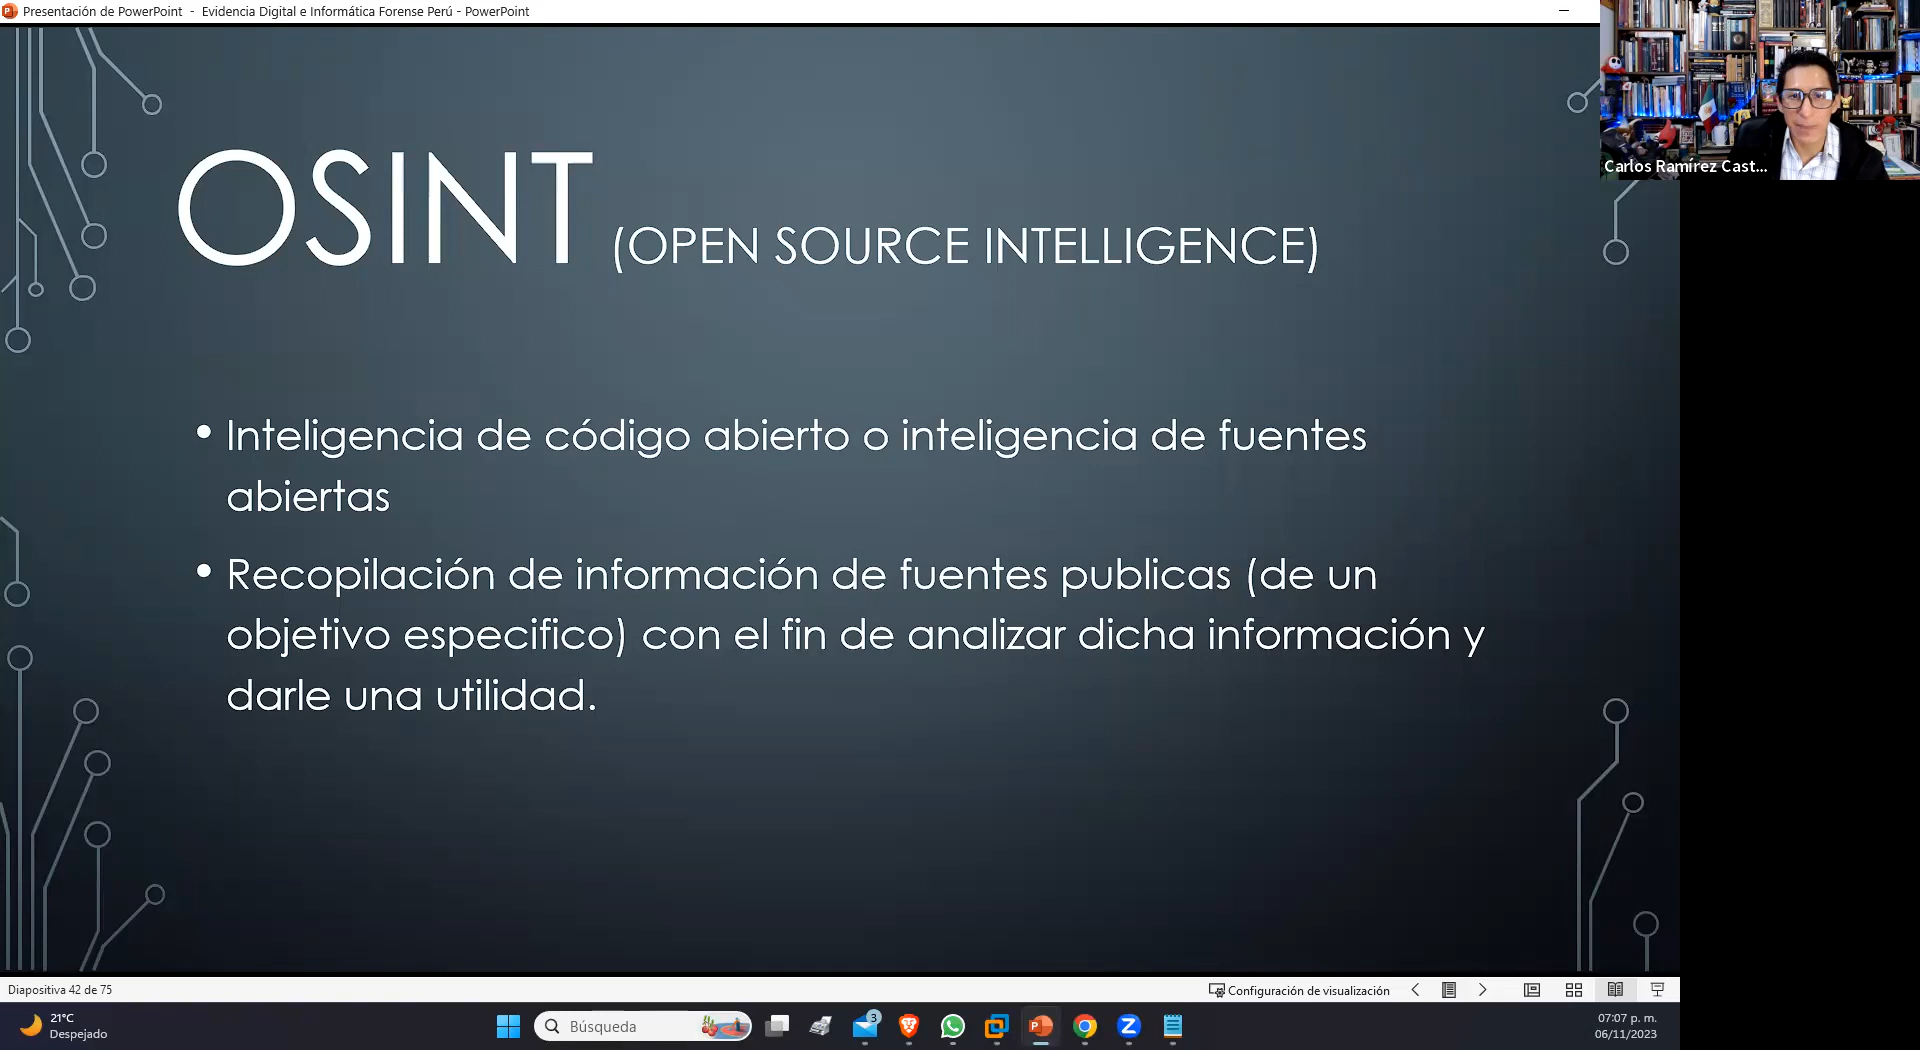 Presentación de PowerPoint - Evidencia Digital e Informática Forense Perú - PowerPoint
Carlos Ramírez Cast...
OSINT (OPEN SOURCE INTELLIGENCE)
• Inteligencia de código abierto o inteligencia de fuentes
abiertas
• Recopilación de información de fuentes publicas (de un
objetivo especifico) con el fin de analizar dicha información y
darle una utilidad.
Diapositiva 42 de 75
Configuración de visualización
21°C
Despejado
Búsqueda
3
07:07 p. m.
06/11/2023